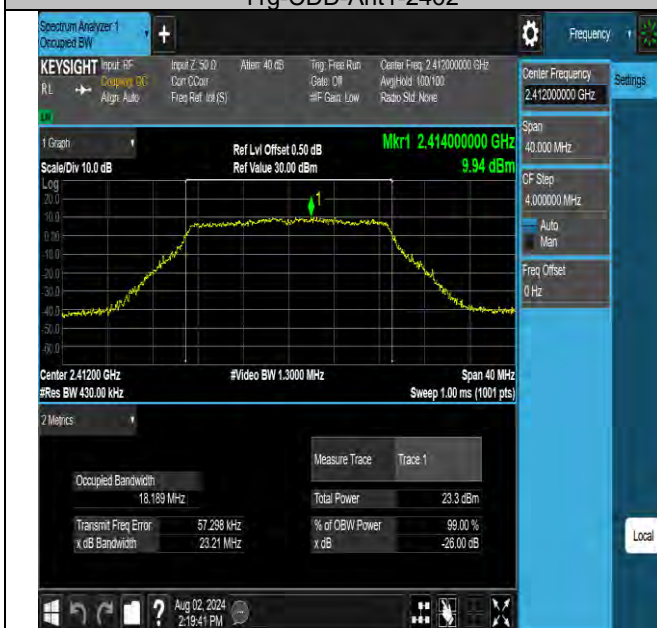 11g-CDD-Ant1-2462
Spectrum Analyzer 1
Occupied BW
Frequency
KEYSIGHT Input: RF Input Z: 50 Ω Atten: 40 dB Trig: Free Run Center Freq: 2.412000000 GHz
RL Coupling: DC Corr CCorr Gate: Off Avg|Hold: 100/100
Align: Auto Freq Ref: Int (S) #IF Gain: Low Radio Std: None
Center Frequency
2.412000000 GHz
Settings
Span
40.000 MHz
CF Step
4.000000 MHz
Auto
Man
Freq Offset
0 Hz
Local
1 Graph
Ref Lvl Offset 0.50 dB
Mkr1 2.414000000 GHz
Scale/Div 10.0 dB
Ref Value 30.00 dBm
9.94 dBm
Log
20.0
1
10.0
0.00
-10.0
-20.0
-30.0
-40.0
-50.0
-60.0
Center 2.41200 GHz #Video BW 1.3000 MHz Span 40 MHz
#Res BW 430.00 kHz Sweep 1.00 ms (1001 pts)
2 Metrics
Measure Trace Trace 1
Occupied Bandwidth
18.189 MHz
Total Power 23.3 dBm
Transmit Freq Error 57.298 kHz
% of OBW Power 99.00 %
x dB Bandwidth 23.21 MHz
x dB -26.00 dB
?
Aug 02, 2024
2:19:41 PM